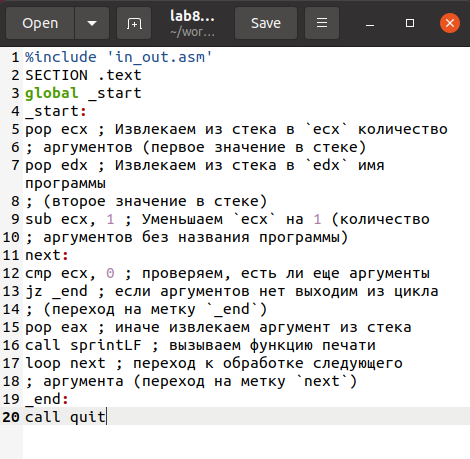 Open
lab8...
~/wor...
Save
1 %include 'in_out.asm'
2 SECTION .text
3 global _start
4 _start:
5 pop ecx ; Извлекаем из стека в `ecx` количество
6 ; аргументов (первое значение в стеке)
7 pop edx ; Извлекаем из стека в `edx` имя
программы
8 ; (второе значение в стеке)
9 sub ecx, 1 ; Уменьшаем `ecx` на 1 (количество
10 ; аргументов без названия программы)
11 next:
12 cmp ecx, 0 ; проверяем, есть ли еще аргументы
13 jz _end ; если аргументов нет выходим из цикла
14 ; (переход на метку `_end`)
15 pop eax ; иначе извлекаем аргумент из стека
16 call sprintLF ; вызываем функцию печати
17 loop next ; переход к обработке следующего
18 ; аргумента (переход на метку `next`)
19 _end:
20 call quit